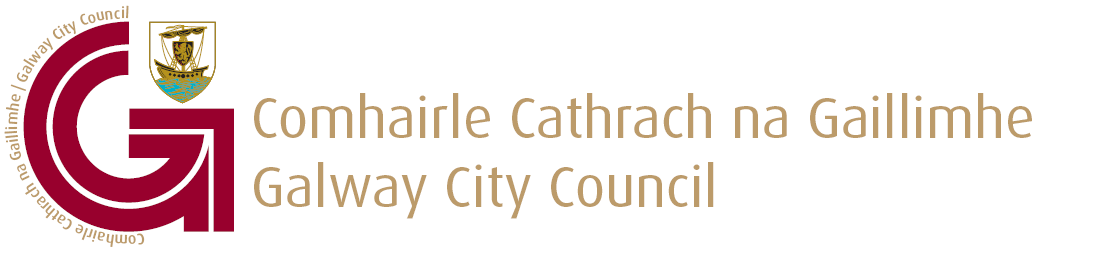 Comhairle Cathrach na Gaillimhe | Galway City Council
Comhairle Cathrach na Gaillimhe
Galway City Council